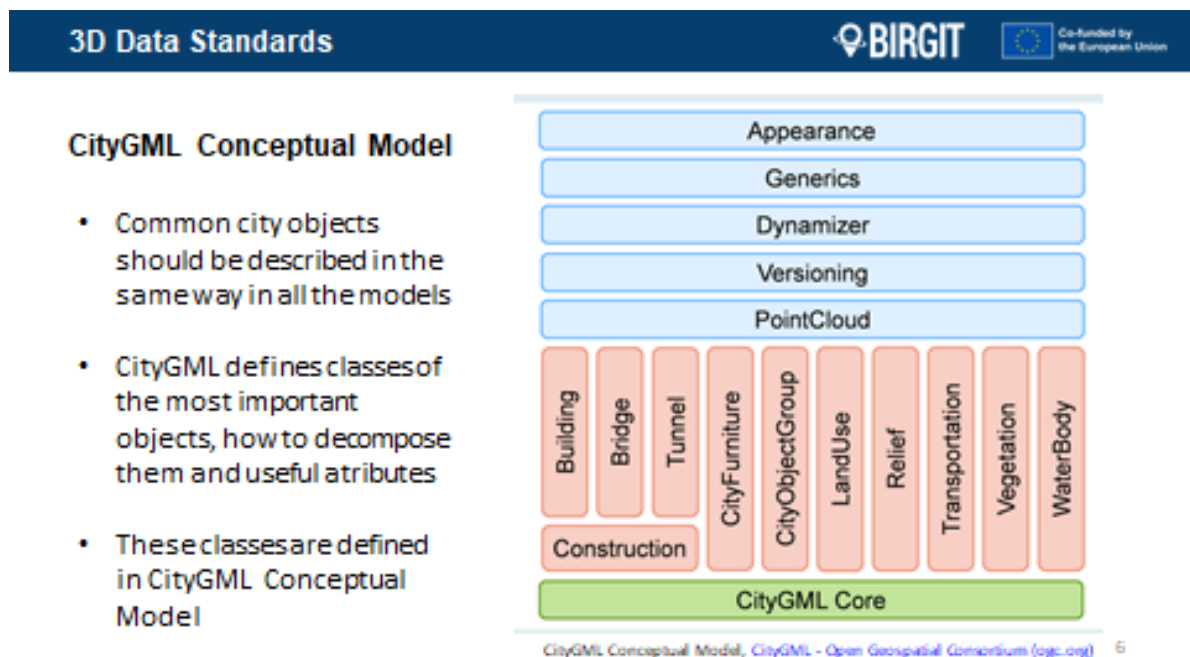 3D Data Standards
BIRGIT
Co-funded by
the European Union
CityGML Conceptual Model
• Common city objects
should be described in the
same way in all the models
• CityGML defines classes of
the most important
objects, how to decompose
them and useful atributes
• These classes are defined
in CityGML Conceptual
Model
Appearance
Generics
Dynamizer
Versioning
PointCloud
Building
Bridge
Tunnel
CityFurniture
CityObjectGroup
LandUse
Relief
Transportation
Vegetation
WaterBody
Construction
CityGML Core
CityGML Conceptual Model, CityGML - Open Geospatial Consortium (ogc.org)
6